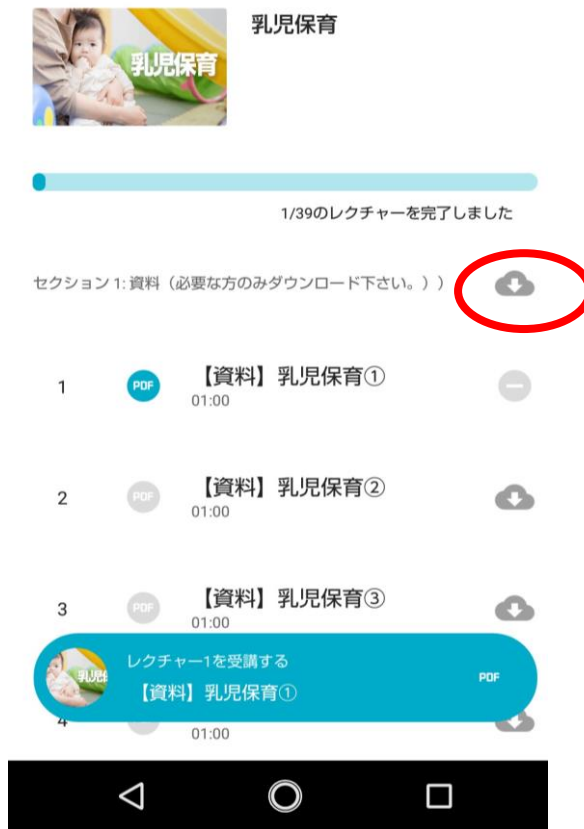 乳児保育
乳児保育
1/39のレクチャーを完了しました
セクション 1: 資料（必要な方のみダウンロード下さい。））
1
PDF
【資料】乳児保育①
01:00
2
PDF
【資料】乳児保育②
01:00
3
PDF
【資料】乳児保育③
01:00
乳児
レクチャー1を受講する
【資料】乳児保育①
PDF
4
01:00